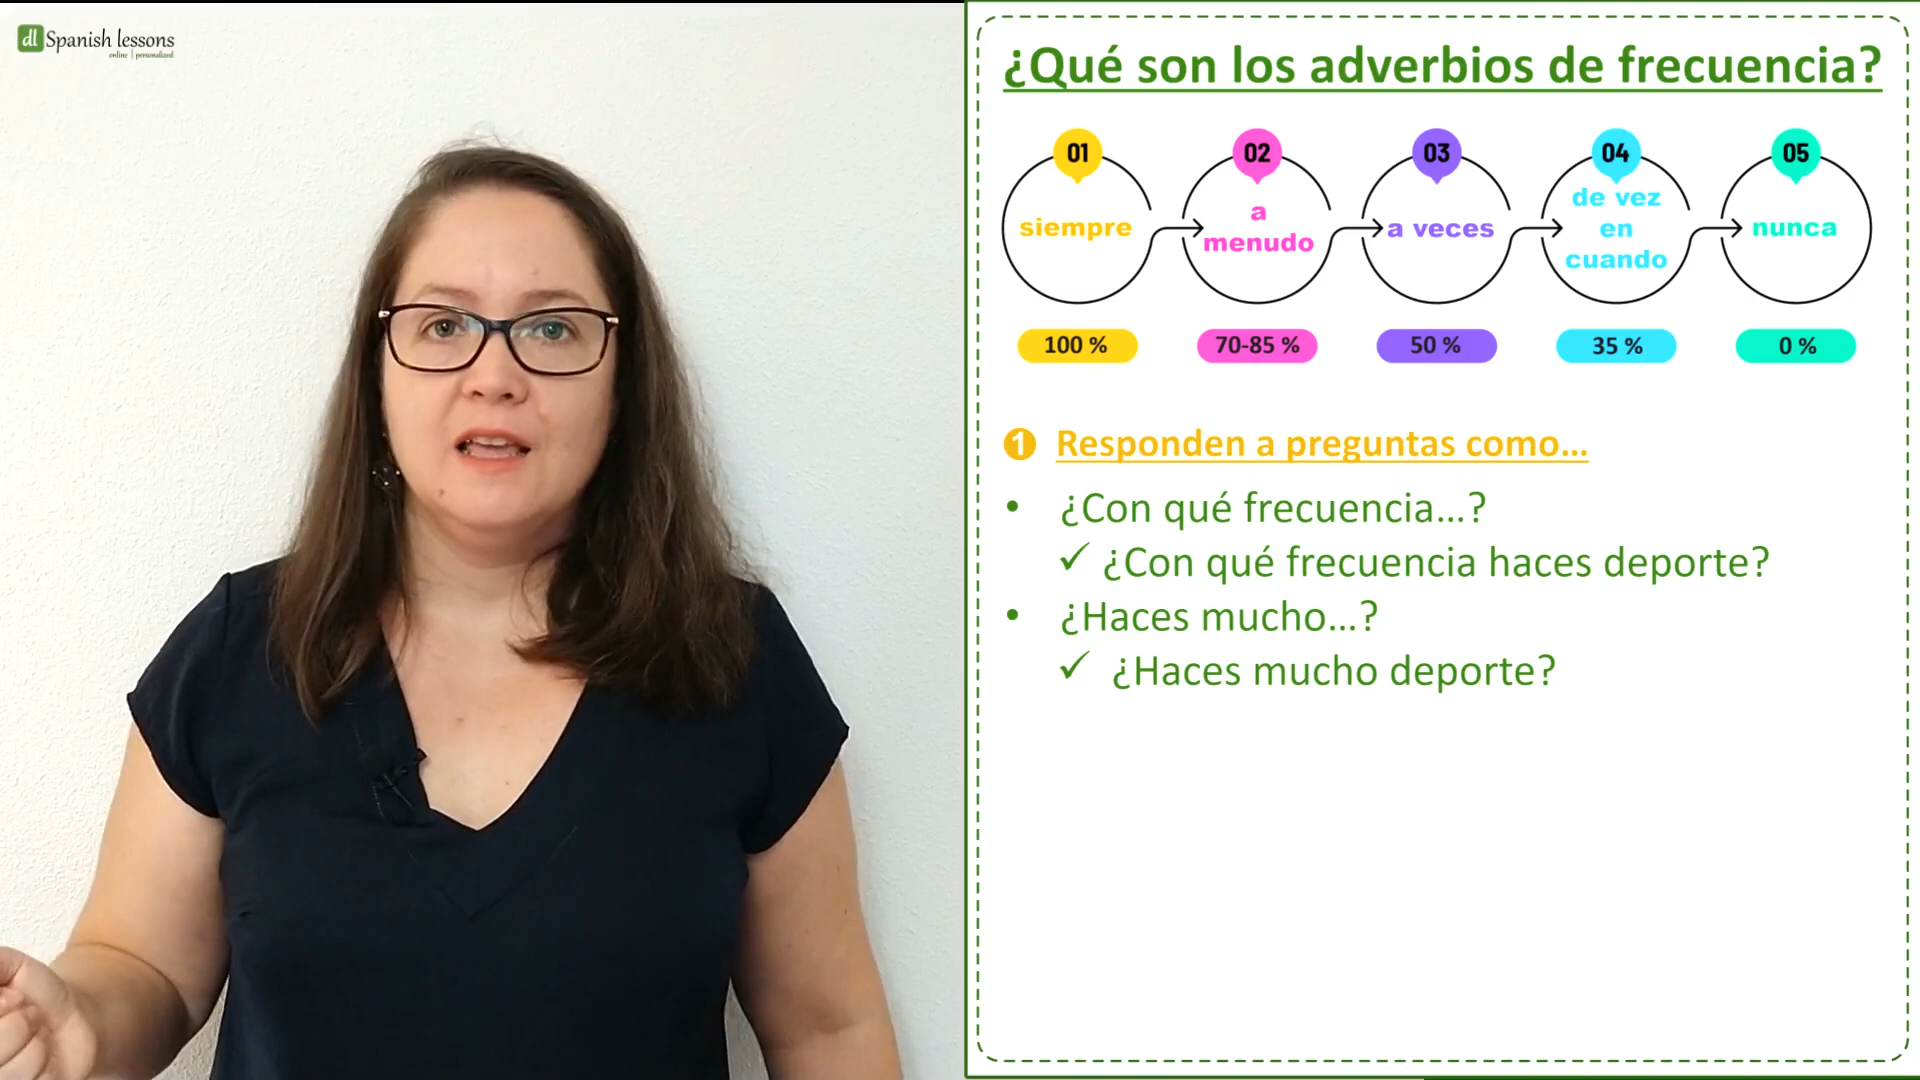 dl Spanish lessons
online | personalized
¿Qué son los adverbios de frecuencia?
01 02 03 04 05
siempre
a
menudo
a veces
de vez
en
cuando
nunca
100 % 70-85 % 50 % 35 % 0 %
1 Responden a preguntas como...
• ¿Con qué frecuencia...?
✓ ¿Con qué frecuencia haces deporte?
• ¿Haces mucho...?
✓ ¿Haces mucho deporte?